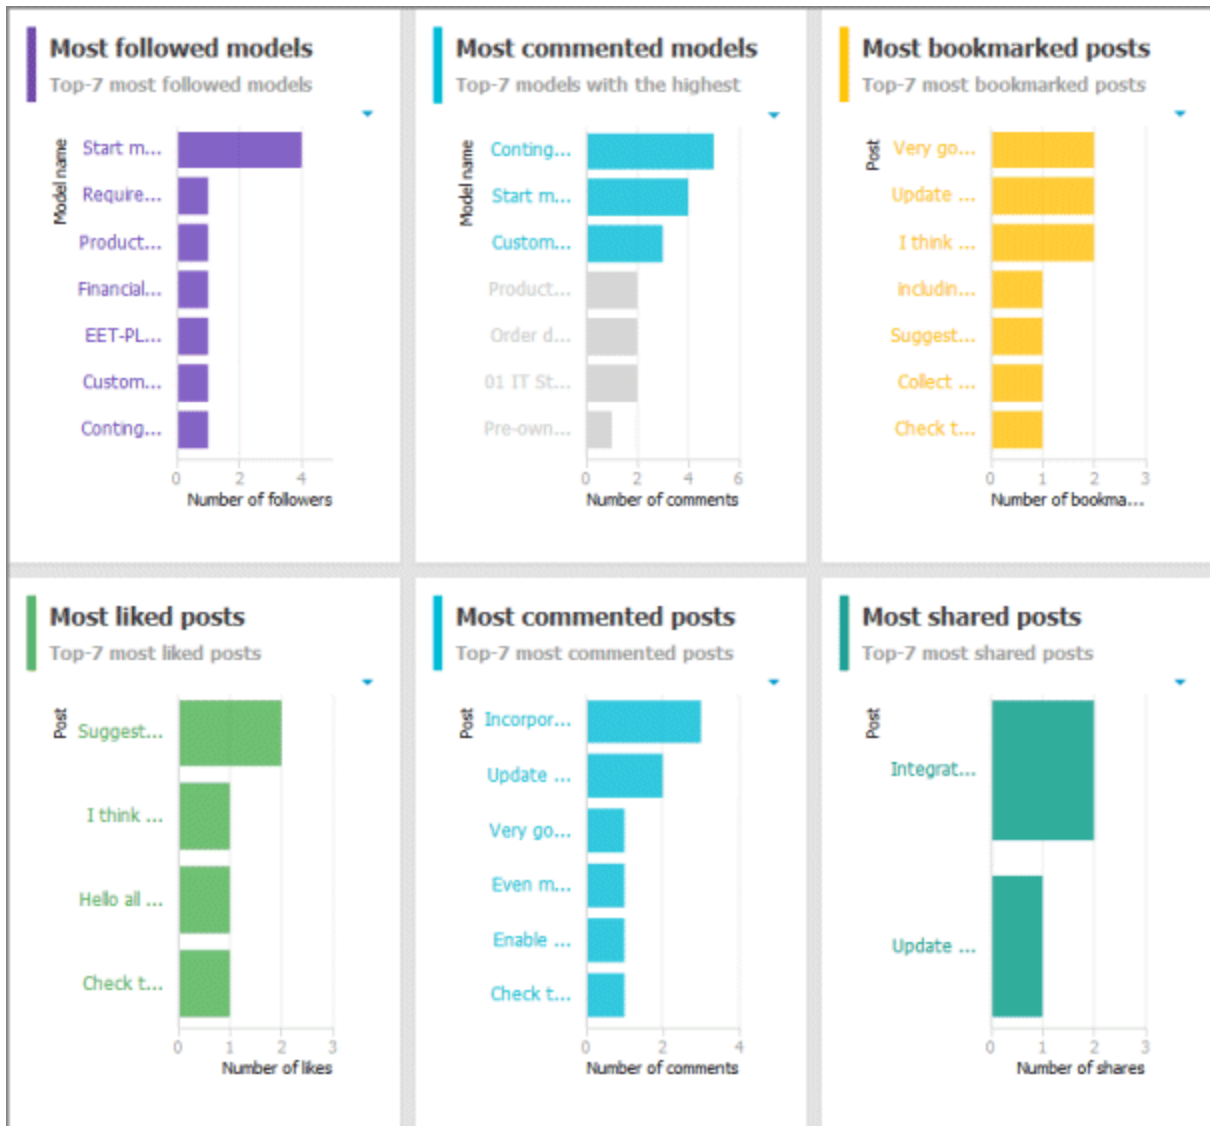 Most followed models
Top-7 most followed models
Model name
Start m...
Require...
Product...
Financial...
EET-PL...
Custom...
Conting...
0 2 4
Number of followers
Most commented models
Top-7 models with the highest
Model name
Conting...
Start m...
Custom...
Product...
Order d...
01 IT St...
Pre-own...
0 2 4 6
Number of comments
Most bookmarked posts
Top-7 most bookmarked posts
Post
Very go...
Update ...
I think ...
includin...
Suggest...
Collect ...
Check t...
0 1 2 3
Number of bookma...
Most liked posts
Top-7 most liked posts
Post
Suggest...
I think ...
Hello all ...
Check t...
0 1 2 3
Number of likes
Most commented posts
Top-7 most commented posts
Post
Incorpor...
Update ...
Very go...
Even m...
Enable ...
Check t...
0 2 4
Number of comments
Most shared posts
Top-7 most shared posts
Post
Integrat...
Update ...
0 1 2 3
Number of shares